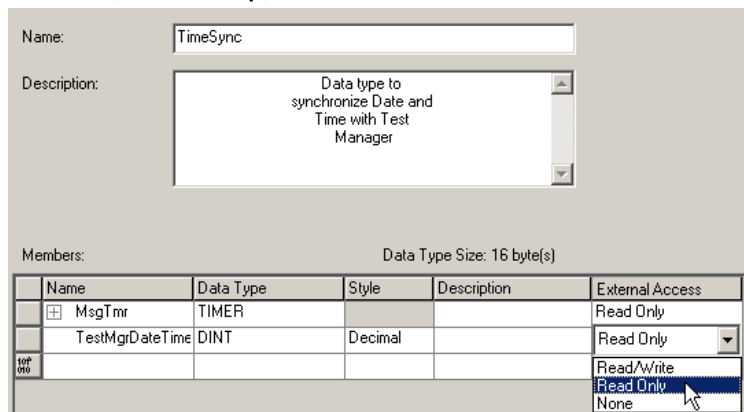 Name: TimeSync
Description: Data type to
synchronize Date and
Time with Test
Manager
Members: Data Type Size: 16 byte(s)
Name Data Type Style Description External Access
MsgTmr TIMER Read Only
TestMgrDateTime DINT Decimal Read Only
Read/Write
Read Only
None